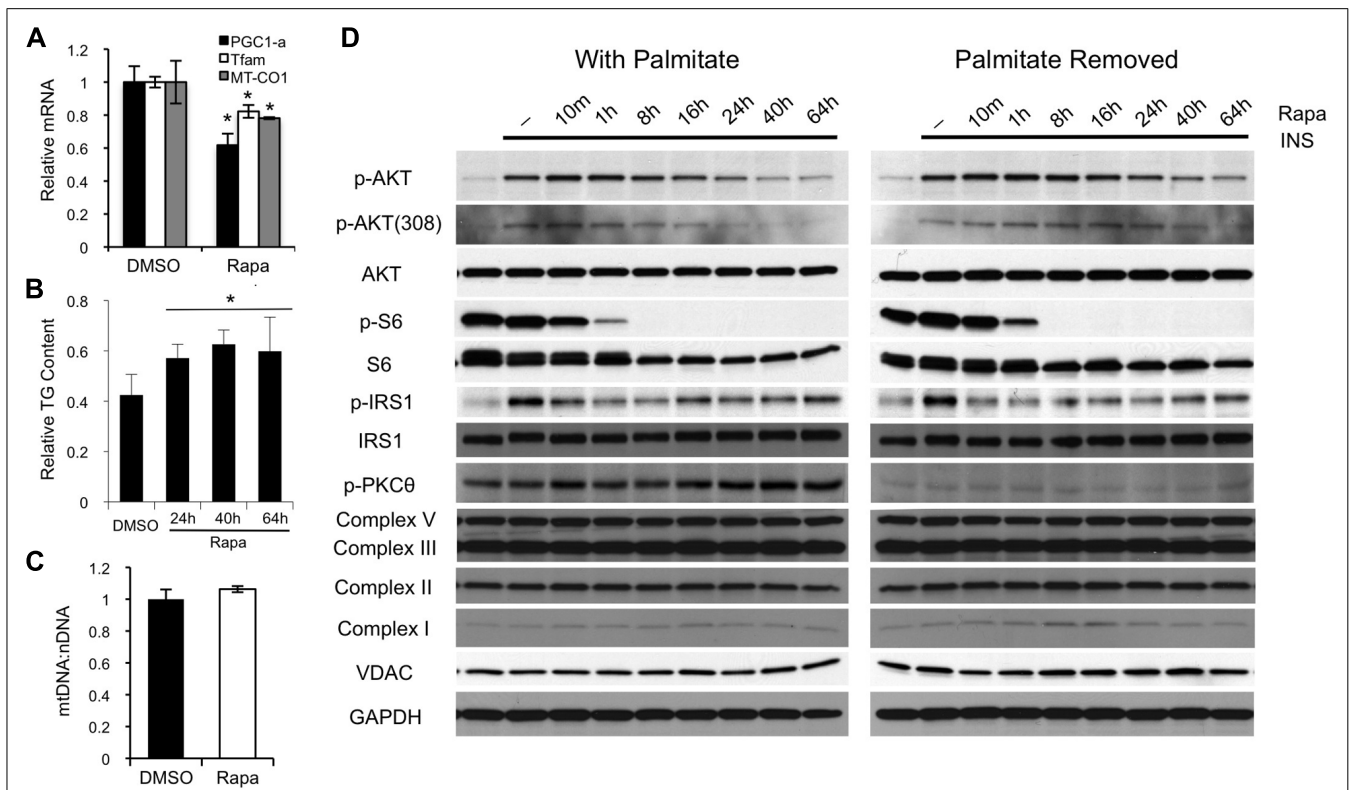 A
PGC1-a
Tfam
MT-CO1
Relative mRNA
1.2
1
0.8
0.6
0.4
0.2
0
*
*
*
DMSO
Rapa
B
Relative TG Content
0.8
0.6
0.4
0.2
0
*
DMSO
24h
40h
64h
Rapa
C
mtDNA:nDNA
1.2
1
0.8
0.6
0.4
0.2
0
DMSO
Rapa
D
With Palmitate
Palmitate Removed
– 10m 1h 8h 16h 24h 40h 64h
– 10m 1h 8h 16h 24h 40h 64h
Rapa
INS
p-AKT
p-AKT(308)
AKT
p-S6
S6
p-IRS1
IRS1
p-PKCθ
Complex V
Complex III
Complex II
Complex I
VDAC
GAPDH